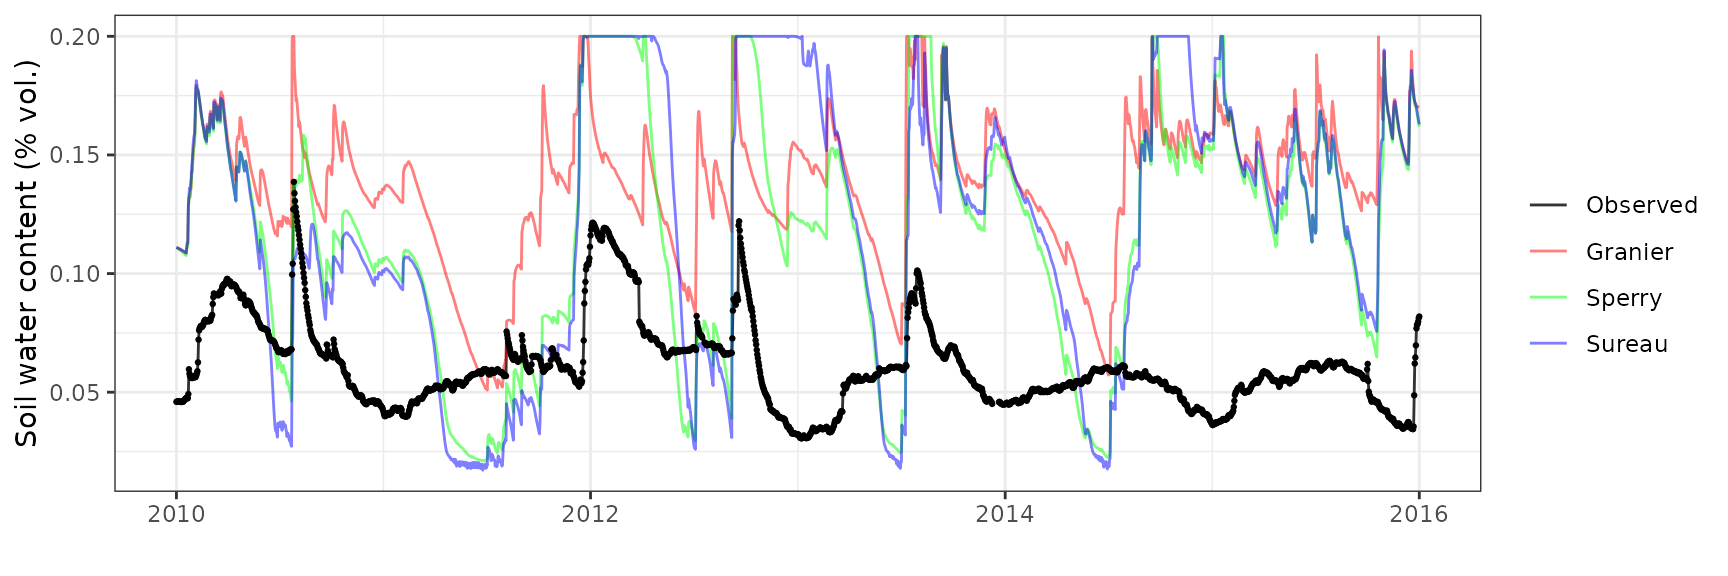 Soil water content (% vol.)
0.20
0.15
0.10
0.05
2010
2012
2014
2016
Observed
Granier
Sperry
Sureau